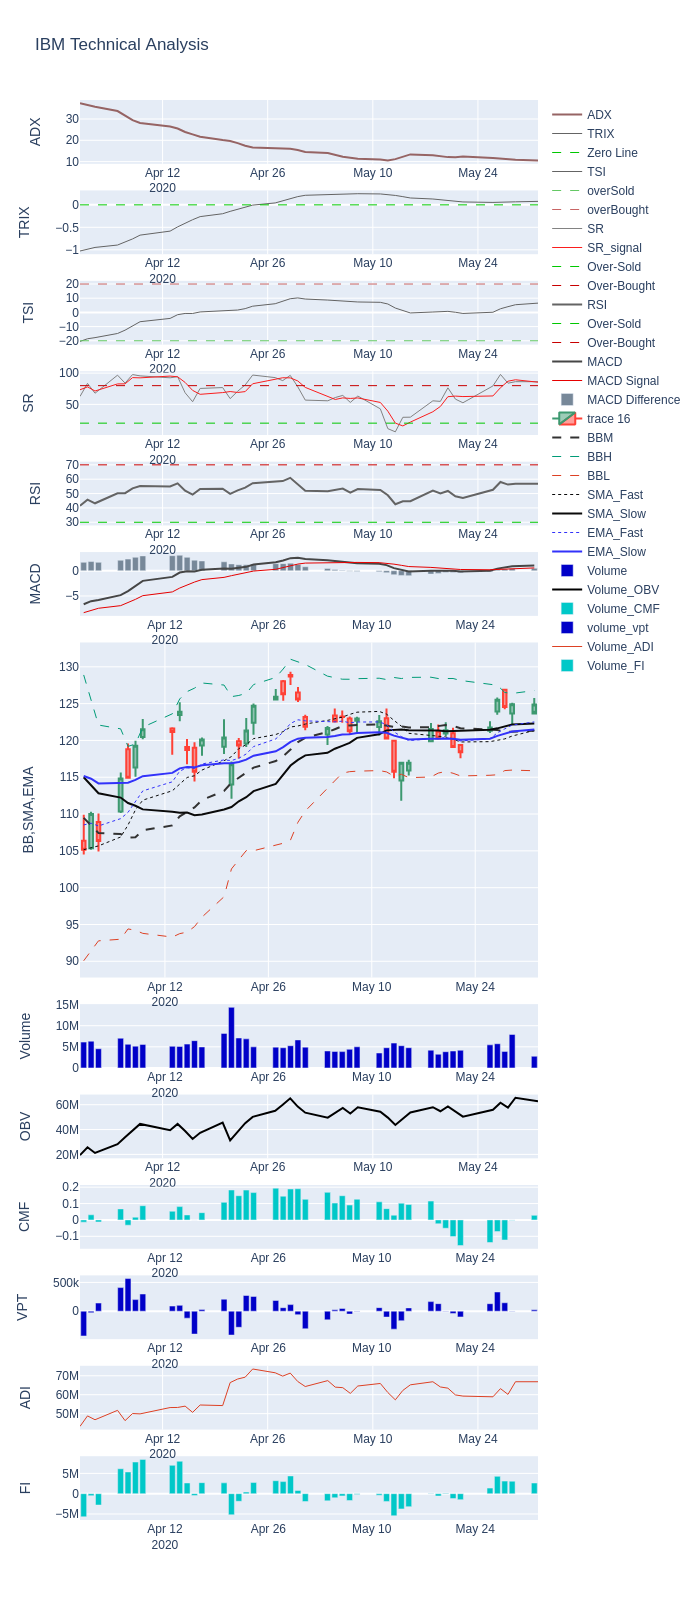 IBM Technical Analysis
ADX
30
20
10
Apr 12
2020
Apr 26
May 10
May 24
TRIX
0
−0.5
−1
Apr 12
2020
Apr 26
May 10
May 24
TSI
20
10
0
−10
−20
Apr 12
2020
Apr 26
May 10
May 24
SR
100
50
Apr 12
2020
Apr 26
May 10
May 24
RSI
70
60
50
40
30
Apr 12
2020
Apr 26
May 10
May 24
MACD
0
−5
Apr 12
2020
Apr 26
May 10
May 24
BB,SMA,EMA
130
125
120
115
110
105
100
95
90
Apr 12
2020
Apr 26
May 10
May 24
Volume
15M
10M
5M
0
Apr 12
2020
Apr 26
May 10
May 24
OBV
60M
40M
20M
Apr 12
2020
Apr 26
May 10
May 24
CMF
0.2
0.1
0
−0.1
Apr 12
2020
Apr 26
May 10
May 24
VPT
500k
0
Apr 12
2020
Apr 26
May 10
May 24
ADI
70M
60M
50M
Apr 12
2020
Apr 26
May 10
May 24
FI
5M
0
−5M
Apr 12
2020
Apr 26
May 10
May 24
ADX
TRIX
Zero Line
TSI
overSold
overBought
SR
SR_signal
Over-Sold
Over-Bought
RSI
Over-Sold
Over-Bought
MACD
MACD Signal
MACD Difference
trace 16
BBM
BBH
BBL
SMA_Fast
SMA_Slow
EMA_Fast
EMA_Slow
Volume
Volume_OBV
Volume_CMF
volume_vpt
Volume_ADI
Volume_FI